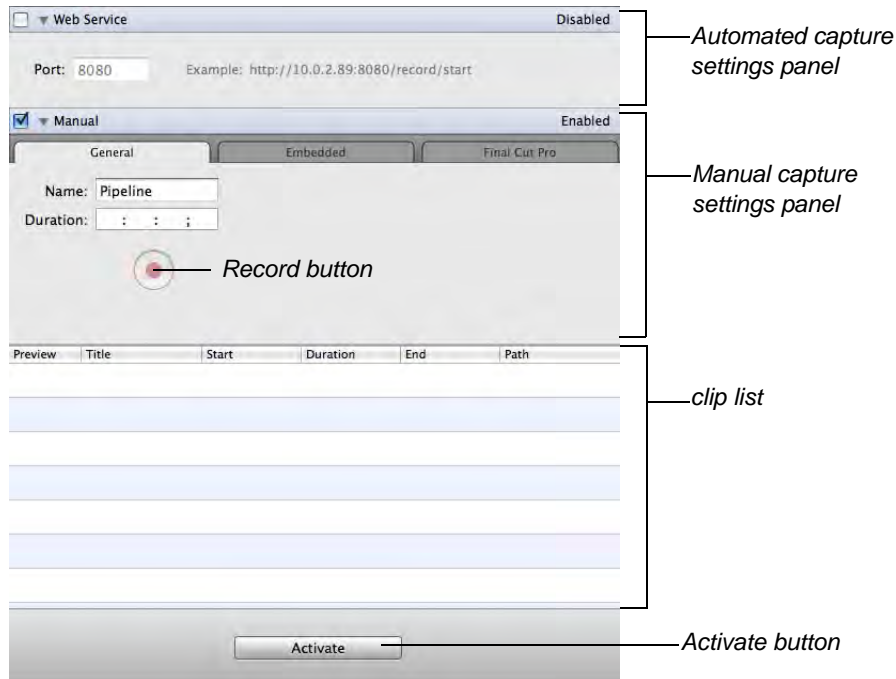 Web Service Disabled
Port: 8080 Example: http://10.0.2.89:8080/record/start
Automated capture
settings panel
Manual Enabled
General Embedded Final Cut Pro
Name: Pipeline
Duration: : : ;
Manual capture
settings panel
Record button
Preview Title Start Duration End Path
clip list
Activate
Activate button